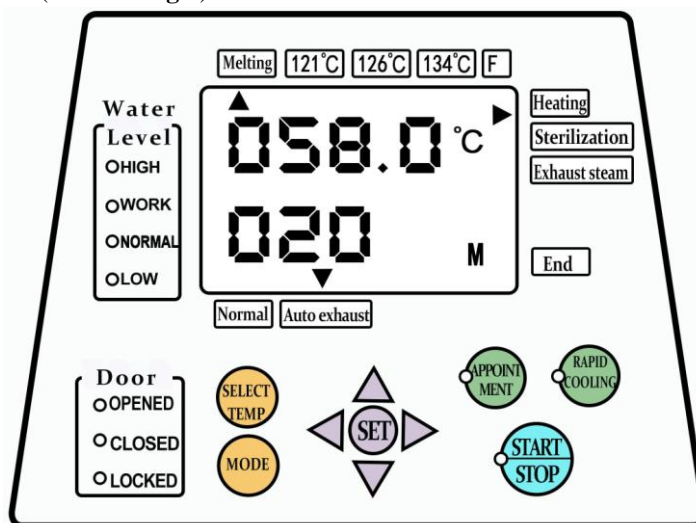 Melting 121°C 126°C 134°C F
Water
Level
HIGH
WORK
NORMAL
LOW
058.0 °C
020 M
Heating
Sterilization
Exhaust steam
End
Normal Auto exhaust
Door
OPENED
CLOSED
LOCKED
SELECT
TEMP
MODE
SET
APPOINT
MENT
RAPID
COOLING
START
STOP